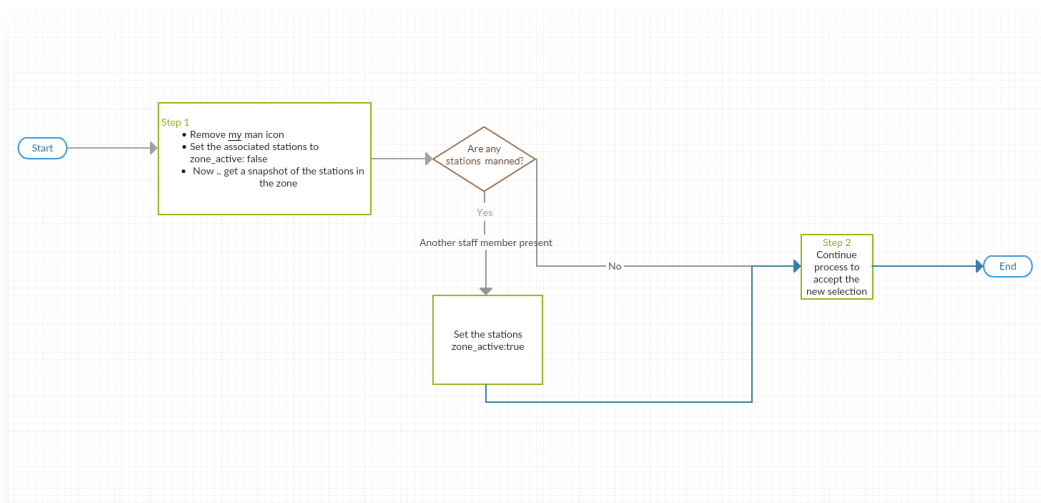 Step 1
• Remove my man icon
Start
• Set the associated stations to
zone_active: false
• Now .. get a snapshot of the stations in
the zone
Are any
stations manned?
Yes
Another staff member present
No
Step 2
Continue
process to
accept the
new selection
End
Set the stations
zone_active:true